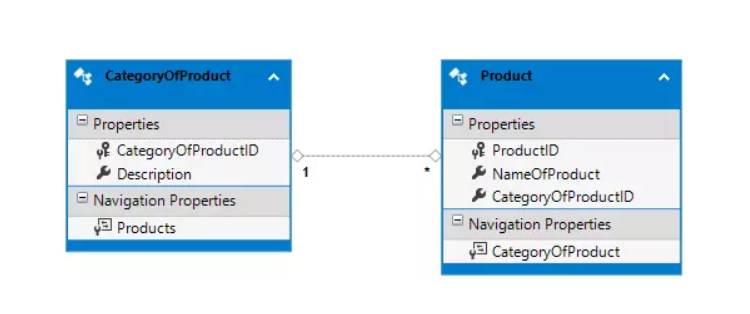 CategoryOfProduct
Properties
CategoryOfProductID
Description
Navigation Properties
Products
1
*
Product
Properties
ProductID
NameOfProduct
CategoryOfProductID
Navigation Properties
CategoryOfProduct